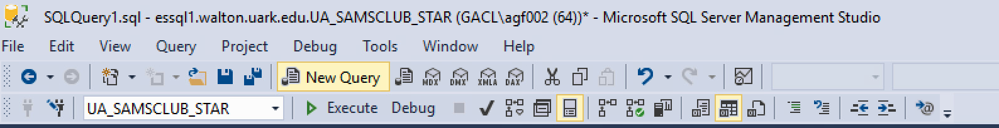 SQLQuery1.sql - essql1.walton.uark.edu.UA_SAMSCLUB_STAR (GACL\agf002 (64))* - Microsoft SQL Server Management Studio
File Edit View Query Project Debug Tools Window Help
New Query MDX DMX XMLA DAX
UA_SAMSCLUB_STAR Execute Debug